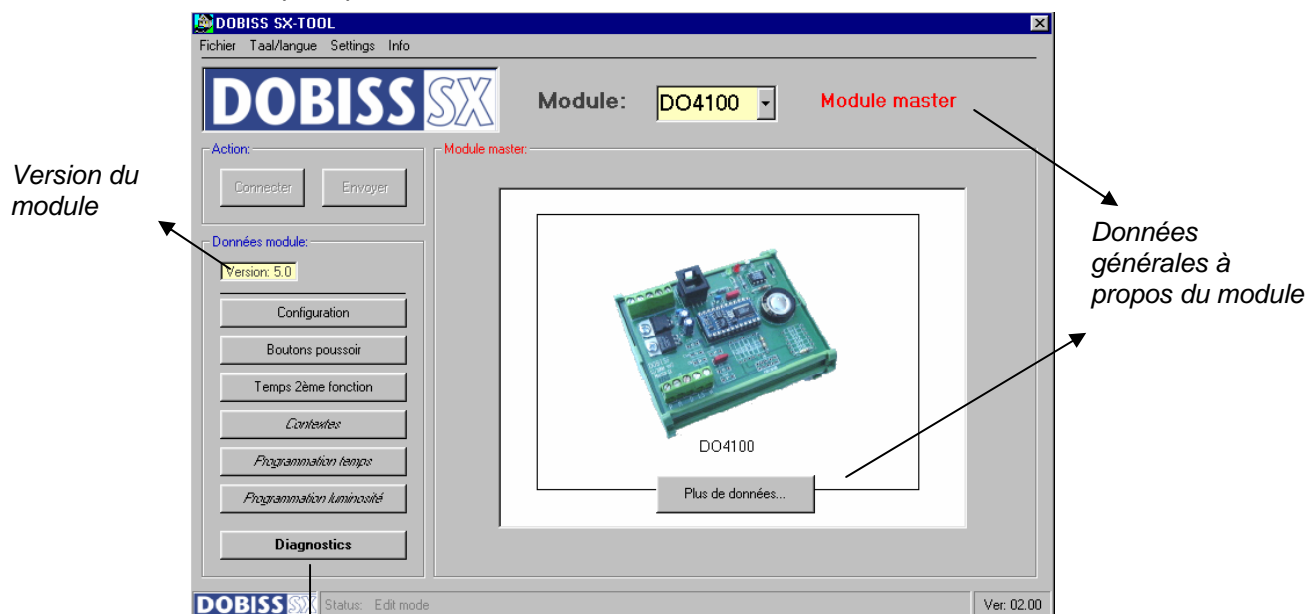 DOBISS SX-TOOL
Fichier Taal/langue Settings Info
DOBISS SX
Module:
DO4100
Module master
Action:
Connecter
Envoyer
Version du
module
Données module:
Version: 5.0
Configuration
Boutons poussoir
Temps 2ème fonction
Contextes
Programmation temps
Programmation luminosité
Diagnostics
Module master:
DO4100
Plus de données...
Données
générales à
propos du module
DOBISS SX
Status: Edit mode
Ver: 02.00